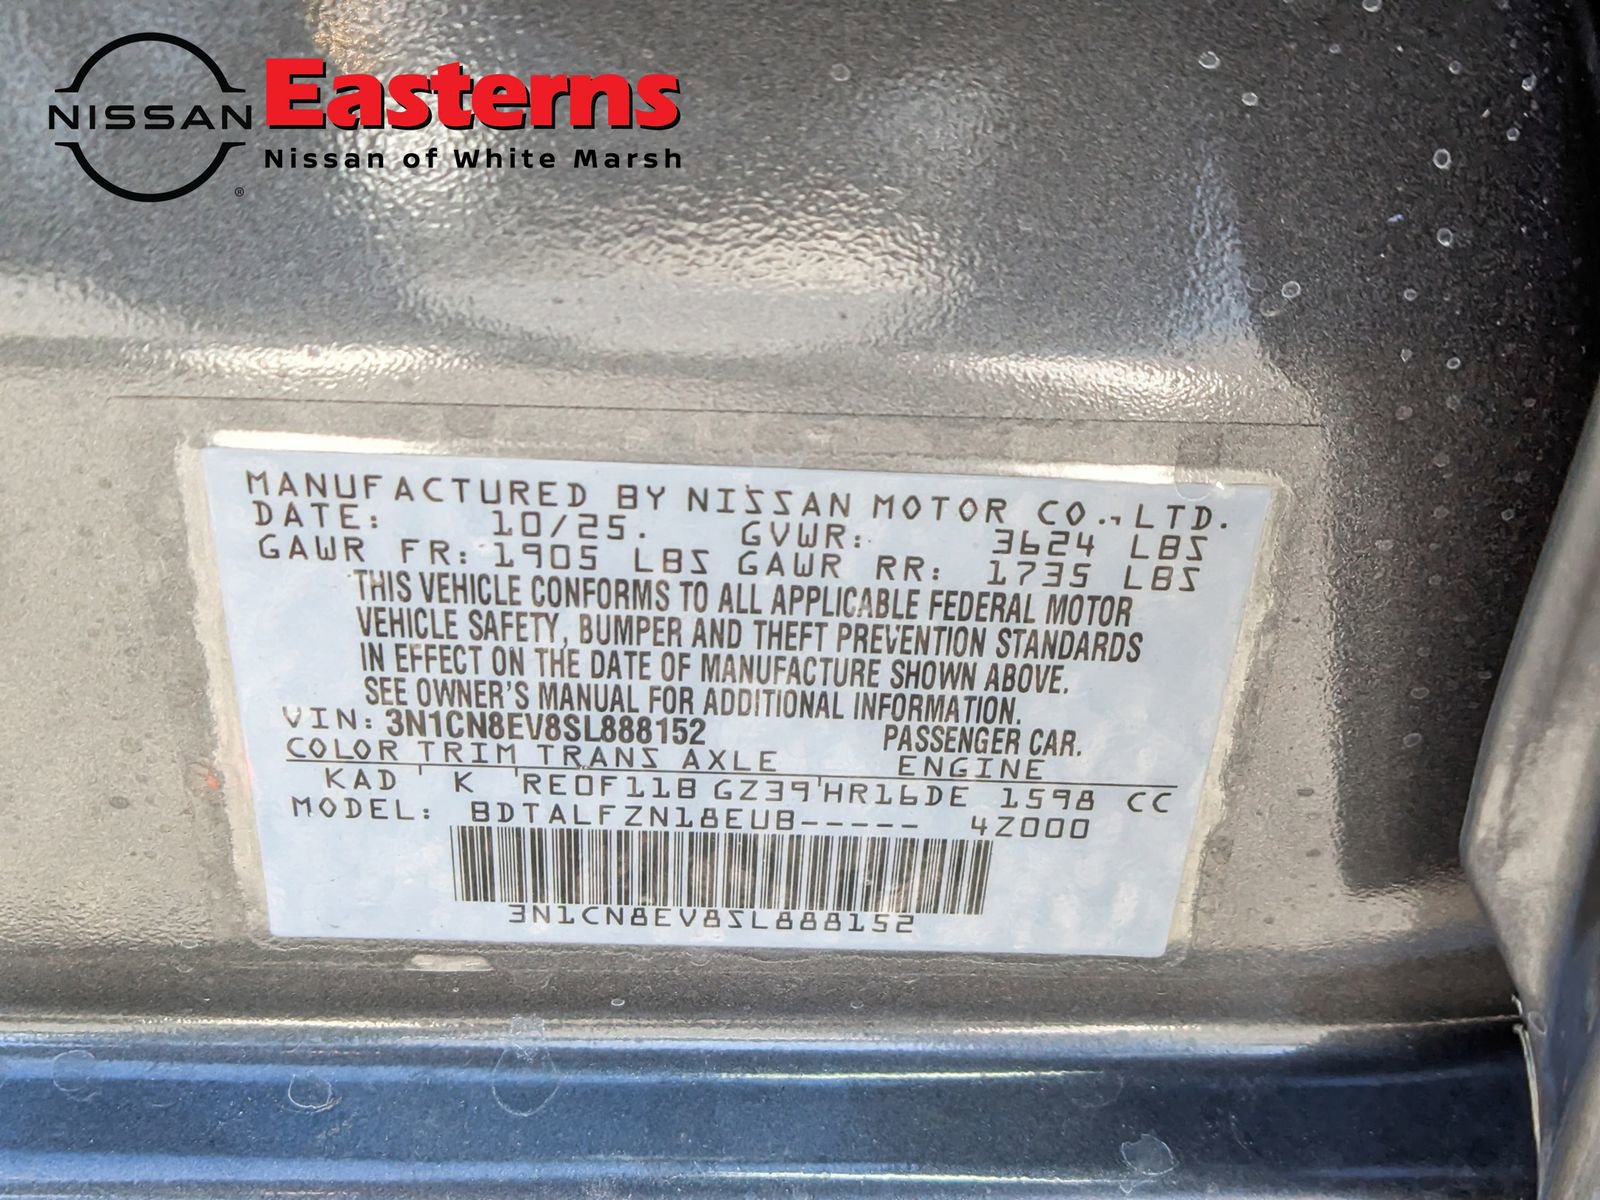 NISSAN
®
Easterns
Nissan of White Marsh
MANUFACTURED BY NISSAN MOTOR CO., LTD.
DATE: 10/25. GVWR: 3624 LBS
GAWR FR: 1905 LBS GAWR RR: 1735 LBS
THIS VEHICLE CONFORMS TO ALL APPLICABLE FEDERAL MOTOR
VEHICLE SAFETY, BUMPER AND THEFT PREVENTION STANDARDS
IN EFFECT ON THE DATE OF MANUFACTURE SHOWN ABOVE.
SEE OWNER'S MANUAL FOR ADDITIONAL INFORMATION.
VIN: 3N1CN8EV8SL888152 PASSENGER CAR.
COLOR TRIM TRANS AXLE ENGINE
KAD K RE0F11B GZ39 HR16DE 1598 CC
MODEL: BDTALFZN18EUB----- 4Z000
3N1CN8EV8SL888152